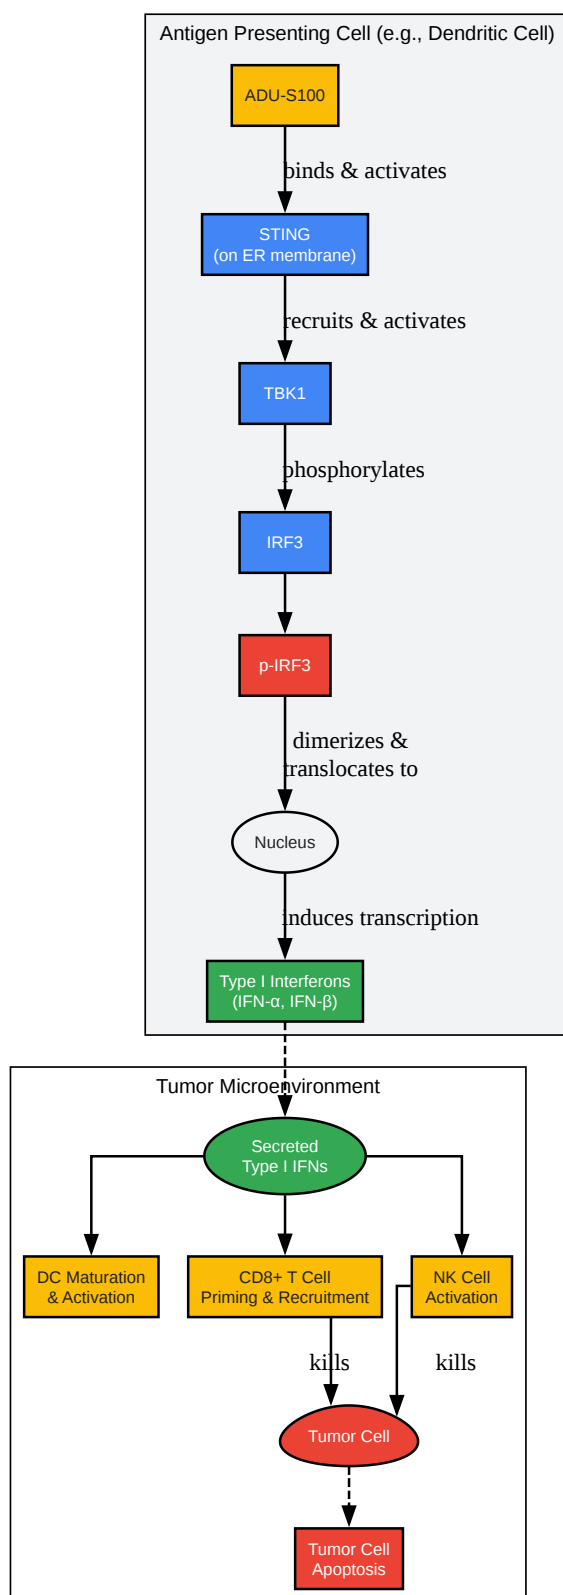 Antigen Presenting Cell (e.g., Dendritic Cell)
ADU-S100
binds & activates
STING
(on ER membrane)
recruits & activates
TBK1
phosphorylates
IRF3
p-IRF3
dimerizes &
translocates to
Nucleus
induces transcription
Type I Interferons
(IFN-α, IFN-β)
Tumor Microenvironment
Secreted
Type I IFNs
DC Maturation
& Activation
CD8+ T Cell
Priming & Recruitment
NK Cell
Activation
kills
kills
Tumor Cell
Tumor Cell
Apoptosis